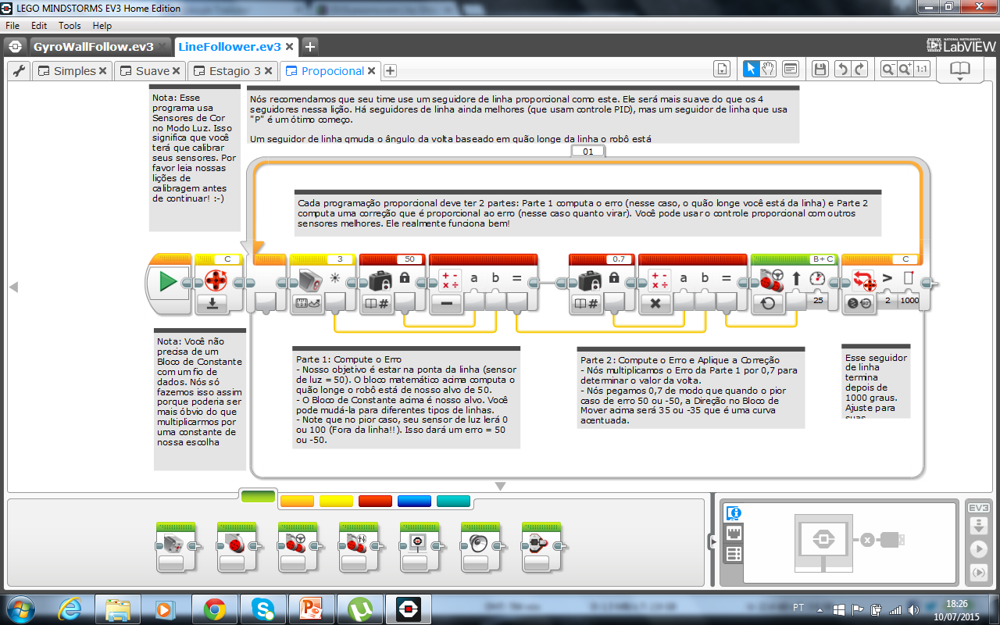 LEGO MINDSTORMS EV3 Home Edition
File Edit Tools Help
GyroWallFollow.ev3 LineFollower.ev3
NATIONAL INSTRUMENTS
LabVIEW
Simples Suave Estagio 3 Propocional
1:1
Nota: Esse
programa usa
Sensores de Cor
no Modo Luz. Isso
significa que você
terá que calibrar
seus sensores. Por
favor leia nossas
lições de
calibragem antes
de continuar! :-)
Nós recomendamos que seu time use um seguidore de linha proporcional como este. Ele será mais suave do que os 4
seguidores nessa lição. Há seguidores de linha ainda melhores (que usam controle PID), mas um seguidor de linha que usa
"P" é um ótimo começo.
Um seguidor de linha qmuda o ângulo da volta baseado em quão longe da linha o robô está
01
Cada programação proporcional deve ter 2 partes: Parte 1 computa o erro (nesse caso, o quão longe você está da linha) e Parte 2
computa uma correção que é proporcional ao erro (nesse caso quanto virar). Você pode usar o controle proporcional com outros
sensores melhores. Ele realmente funciona bem!
C 3 50 0.7 B+C C
a b = a b = >
# # 25 2 1000
Nota: Você não
precisa de um
Bloco de Constante
com um fio de
dados. Nós só
fazemos isso assim
porque poderia ser
mais óbvio do que
multiplicarmos por
uma constante de
nossa escolha
Parte 1: Compute o Erro
- Nosso objetivo é estar na ponta da linha (sensor
de luz = 50). O bloco matemático acima computa o
quão longe o robô está de nosso alvo de 50.
- O Bloco de Constante acima é nosso alvo. Você
pode mudá-la para diferentes tipos de linhas.
- Note que no pior caso, seu sensor de luz lerá 0
ou 100 (Fora da linha!!). Isso dará um erro = 50
ou -50.
Parte 2: Compute o Erro e Aplique a Correção
- Nós multiplicamos o Erro da Parte 1 por 0,7 para
determinar o valor da volta.
- Nós pegamos 0,7 de modo que quando o pior
caso de erro 50 ou -50, a Direção no Bloco de
Mover acima será 35 ou -35 que é uma curva
acentuada.
Esse seguidor
de linha
termina
depois de
1000 graus.
Ajuste para
suas
EV3
PT
18:26
10/07/2015